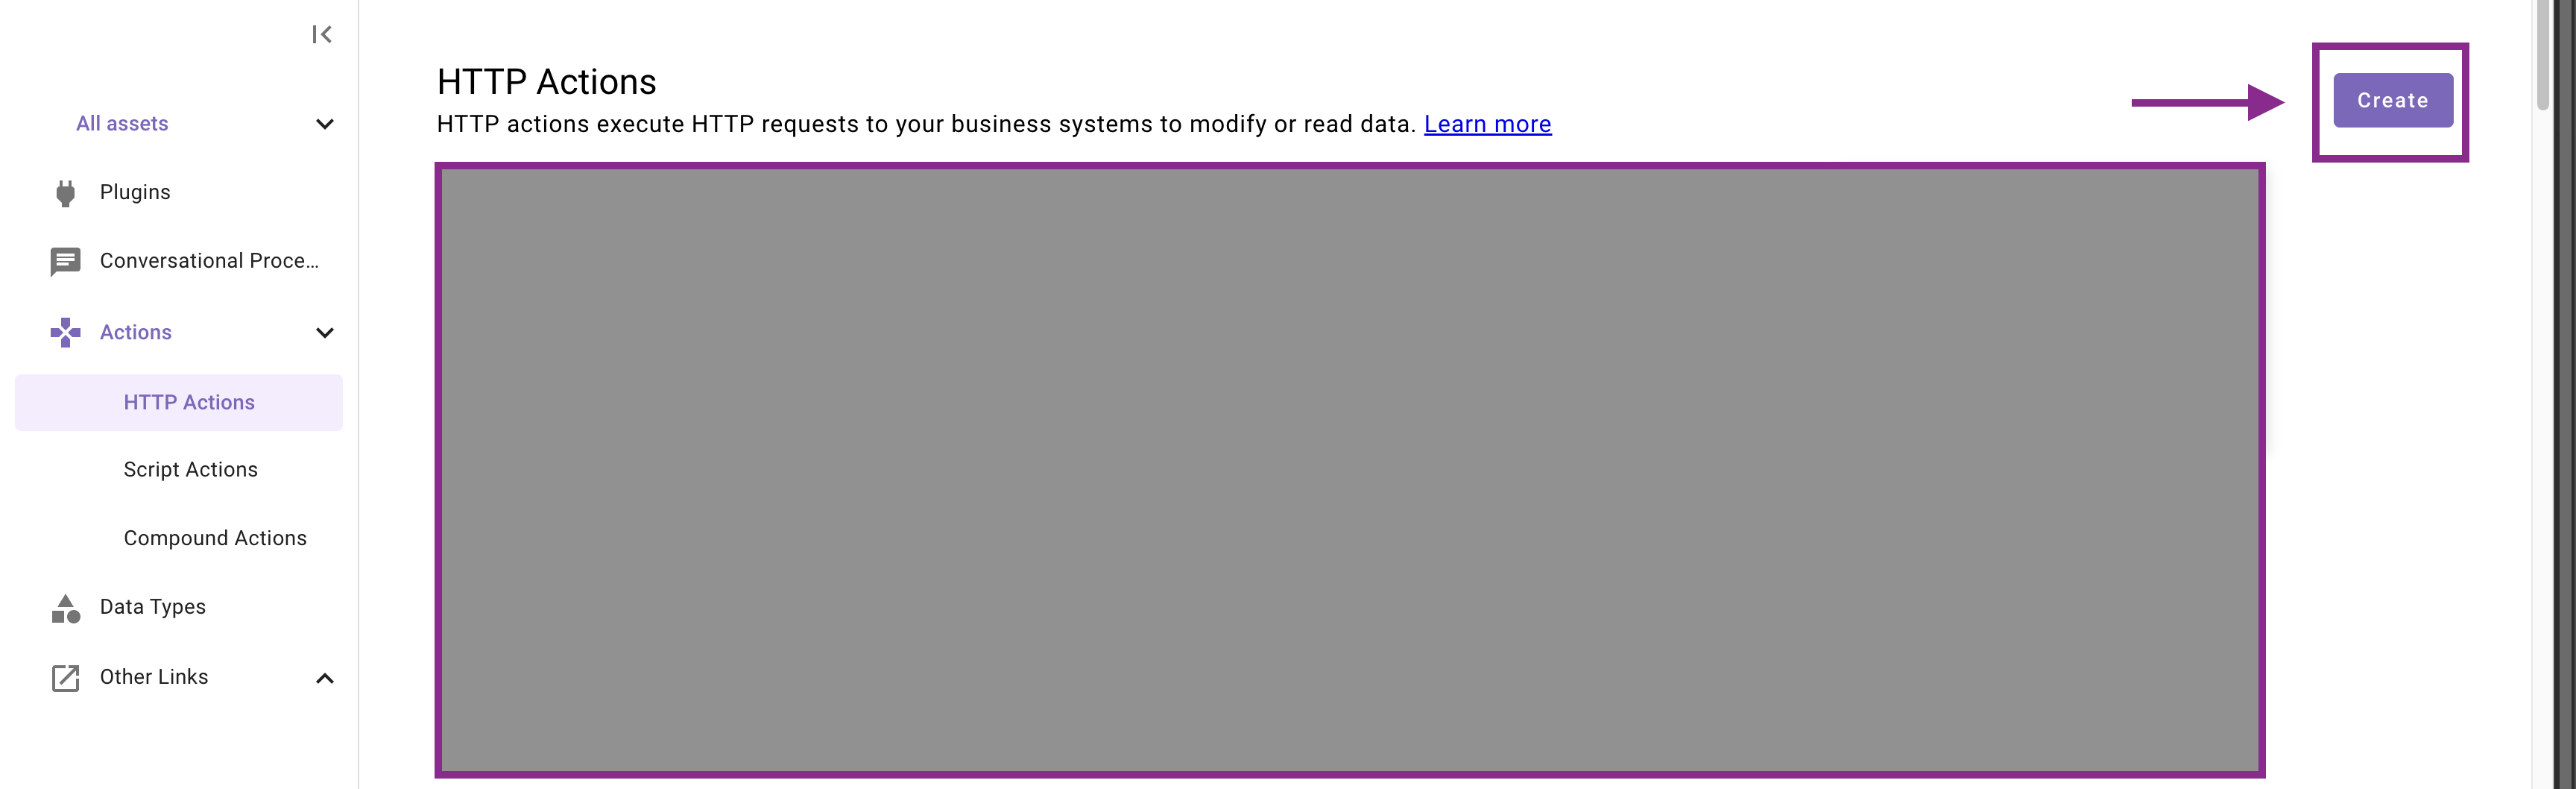 All assets
Plugins
Conversational Proce...
Actions
HTTP Actions
Script Actions
Compound Actions
Data Types
Other Links
HTTP Actions
HTTP actions execute HTTP requests to your business systems to modify or read data. Learn more
Create